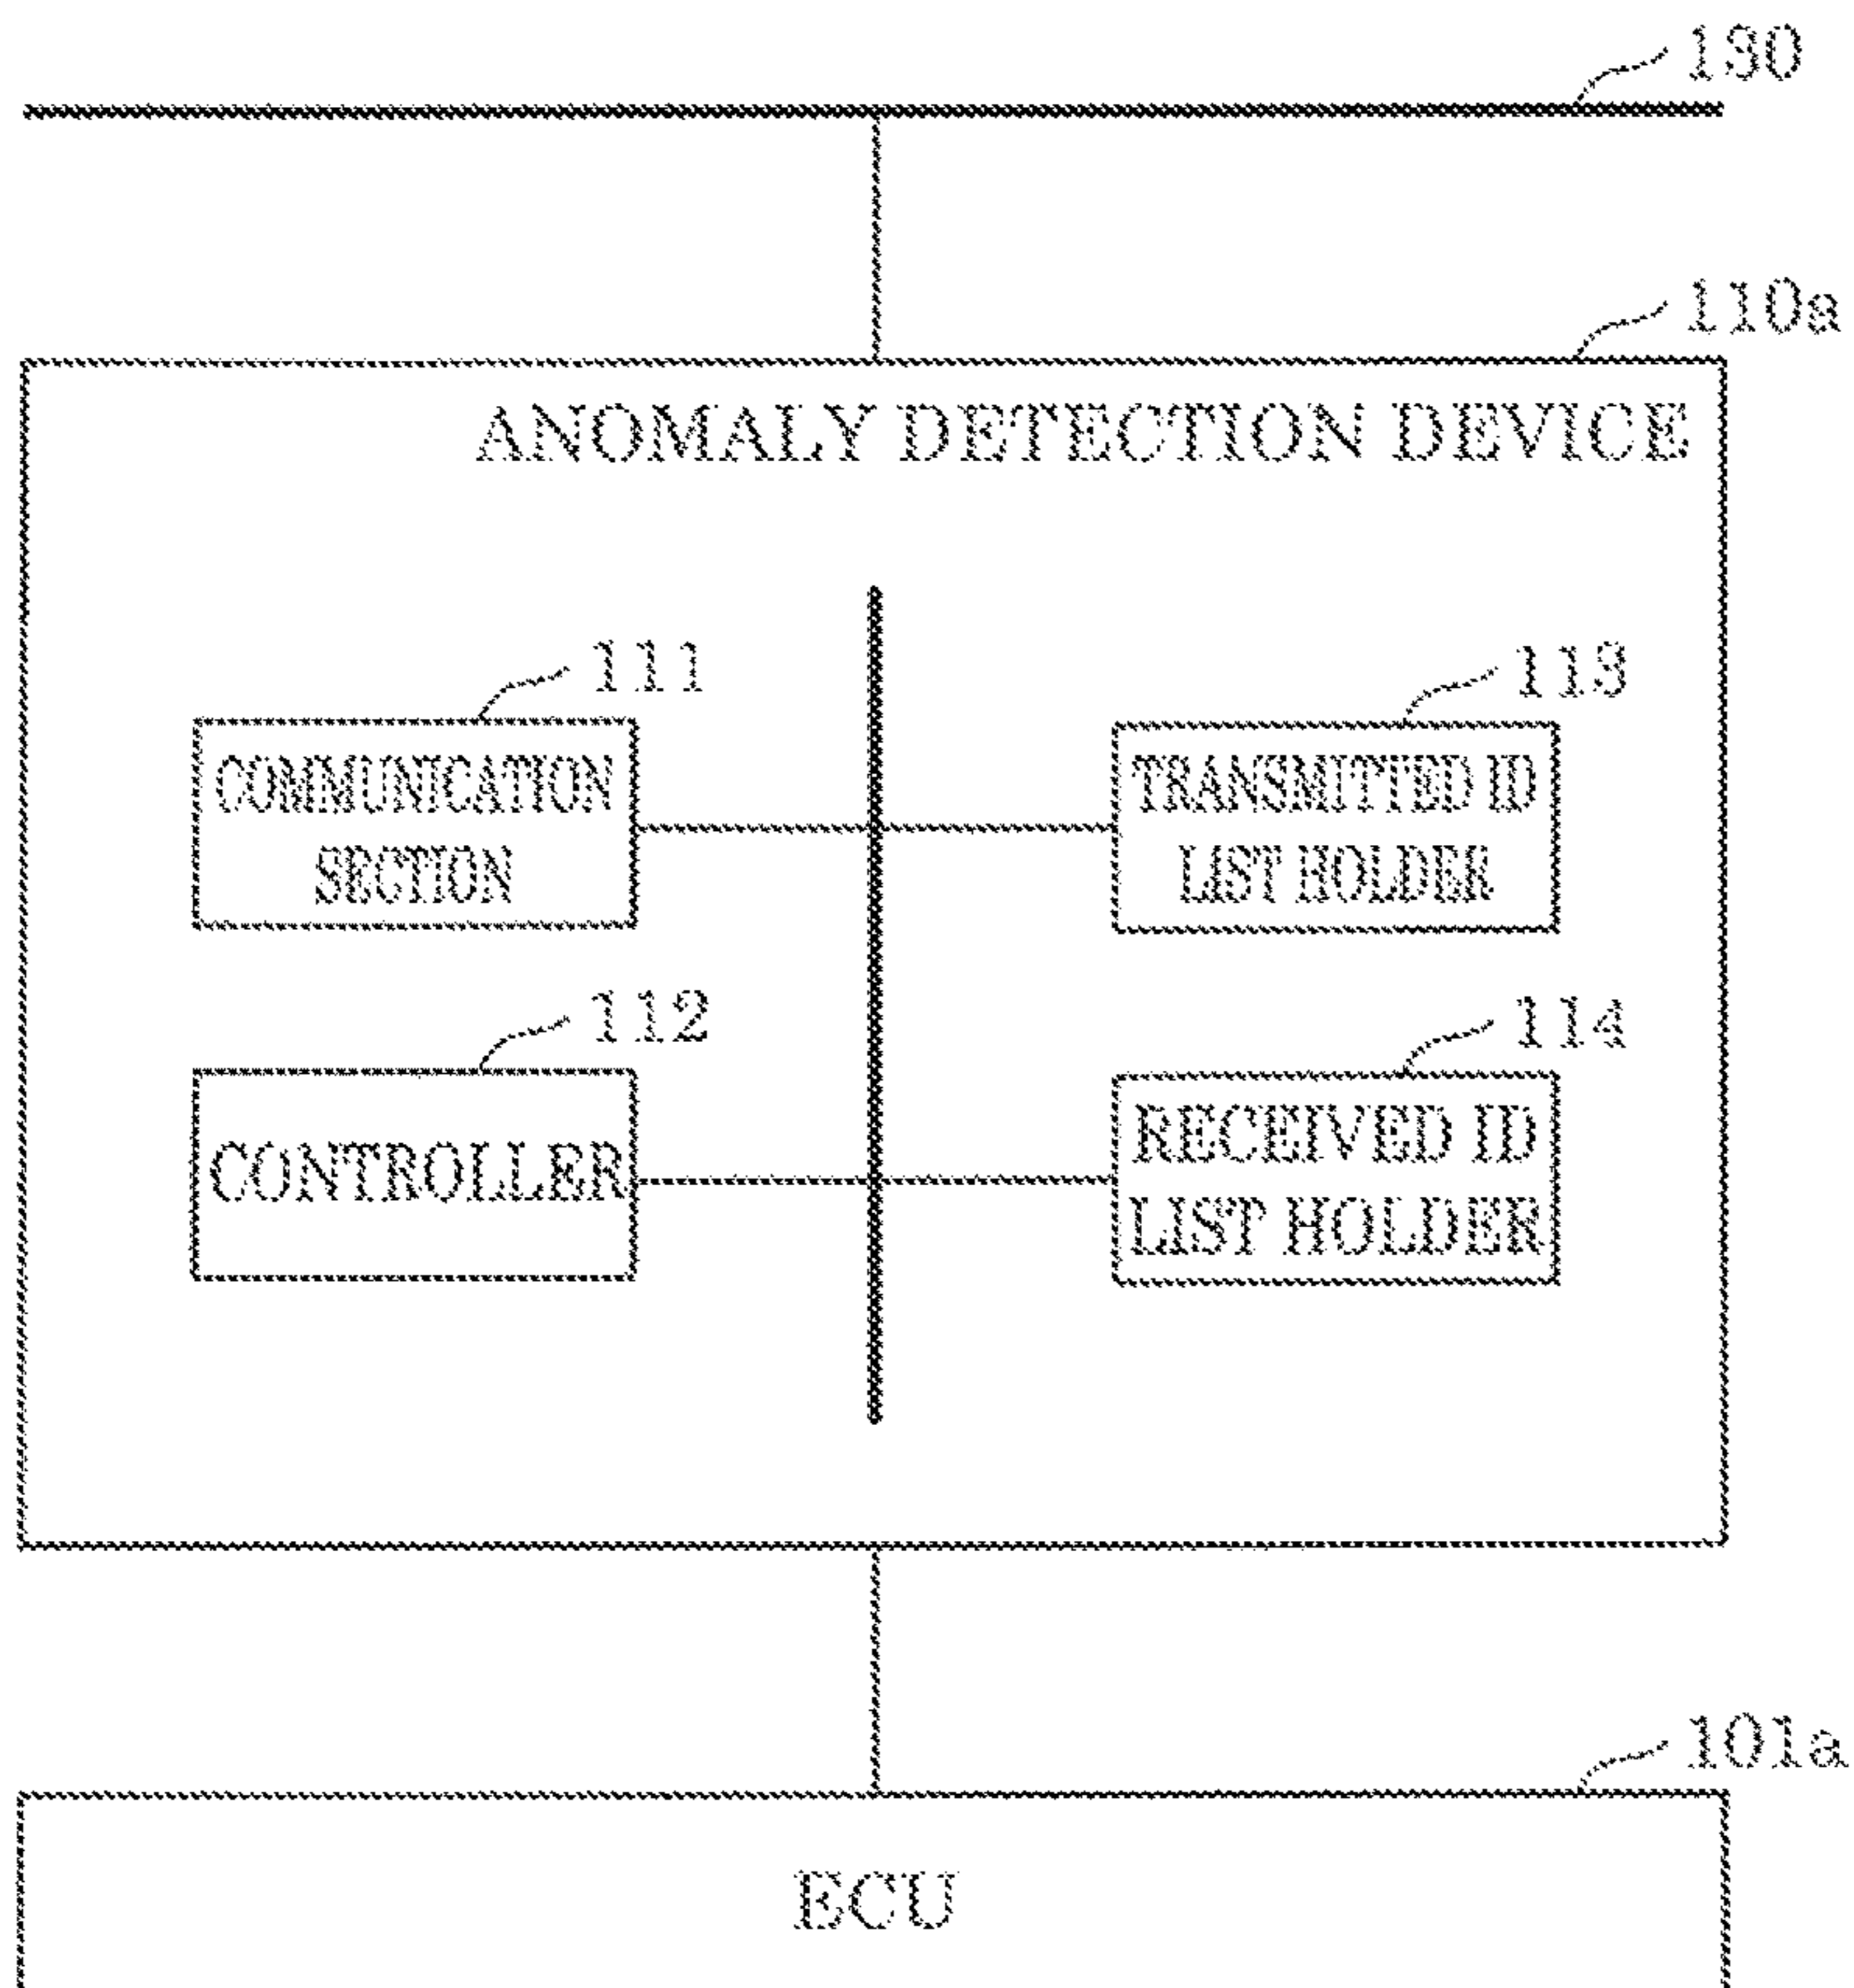 130
110a
ANOMALY DETECTION DEVICE
111
113
COMMUNICATION
SECTION
TRANSMITTED ID
LIST HOLDER
112
114
CONTROLLER
RECEIVED ID
LIST HOLDER
101a
ECU